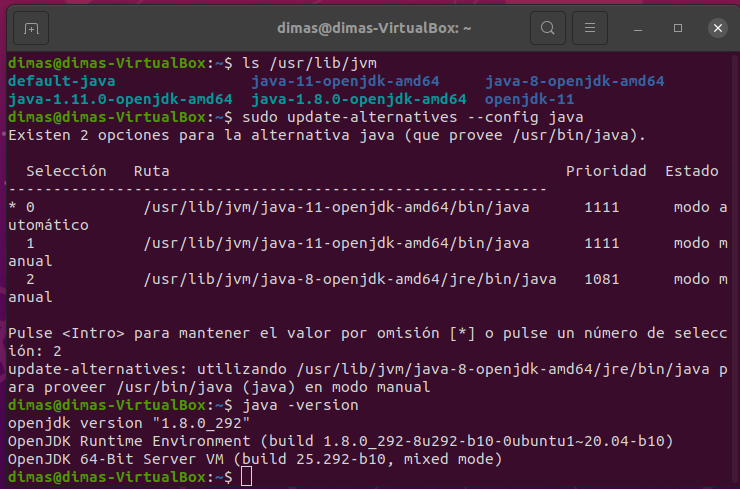 dimas@dimas-VirtualBox: ~
dimas@dimas-VirtualBox:~$ ls /usr/lib/jvm
default-java               java-11-openjdk-amd64     java-8-openjdk-amd64
java-1.11.0-openjdk-amd64  java-1.8.0-openjdk-amd64  openjdk-11
dimas@dimas-VirtualBox:~$ sudo update-alternatives --config java
Existen 2 opciones para la alternativa java (que provee /usr/bin/java).
  Selección   Ruta                                            Prioridad  Estado
------------------------------------------------------------
* 0            /usr/lib/jvm/java-11-openjdk-amd64/bin/java      1111      modo a
utomático
  1            /usr/lib/jvm/java-11-openjdk-amd64/bin/java      1111      modo m
anual
  2            /usr/lib/jvm/java-8-openjdk-amd64/jre/bin/java   1081      modo m
anual
Pulse <Intro> para mantener el valor por omisión [*] o pulse un número de selecc
ión: 2
update-alternatives: utilizando /usr/lib/jvm/java-8-openjdk-amd64/jre/bin/java p
ara proveer /usr/bin/java (java) en modo manual
dimas@dimas-VirtualBox:~$ java -version
openjdk version "1.8.0_292"
OpenJDK Runtime Environment (build 1.8.0_292-8u292-b10-0ubuntu1~20.04-b10)
OpenJDK 64-Bit Server VM (build 25.292-b10, mixed mode)
dimas@dimas-VirtualBox:~$